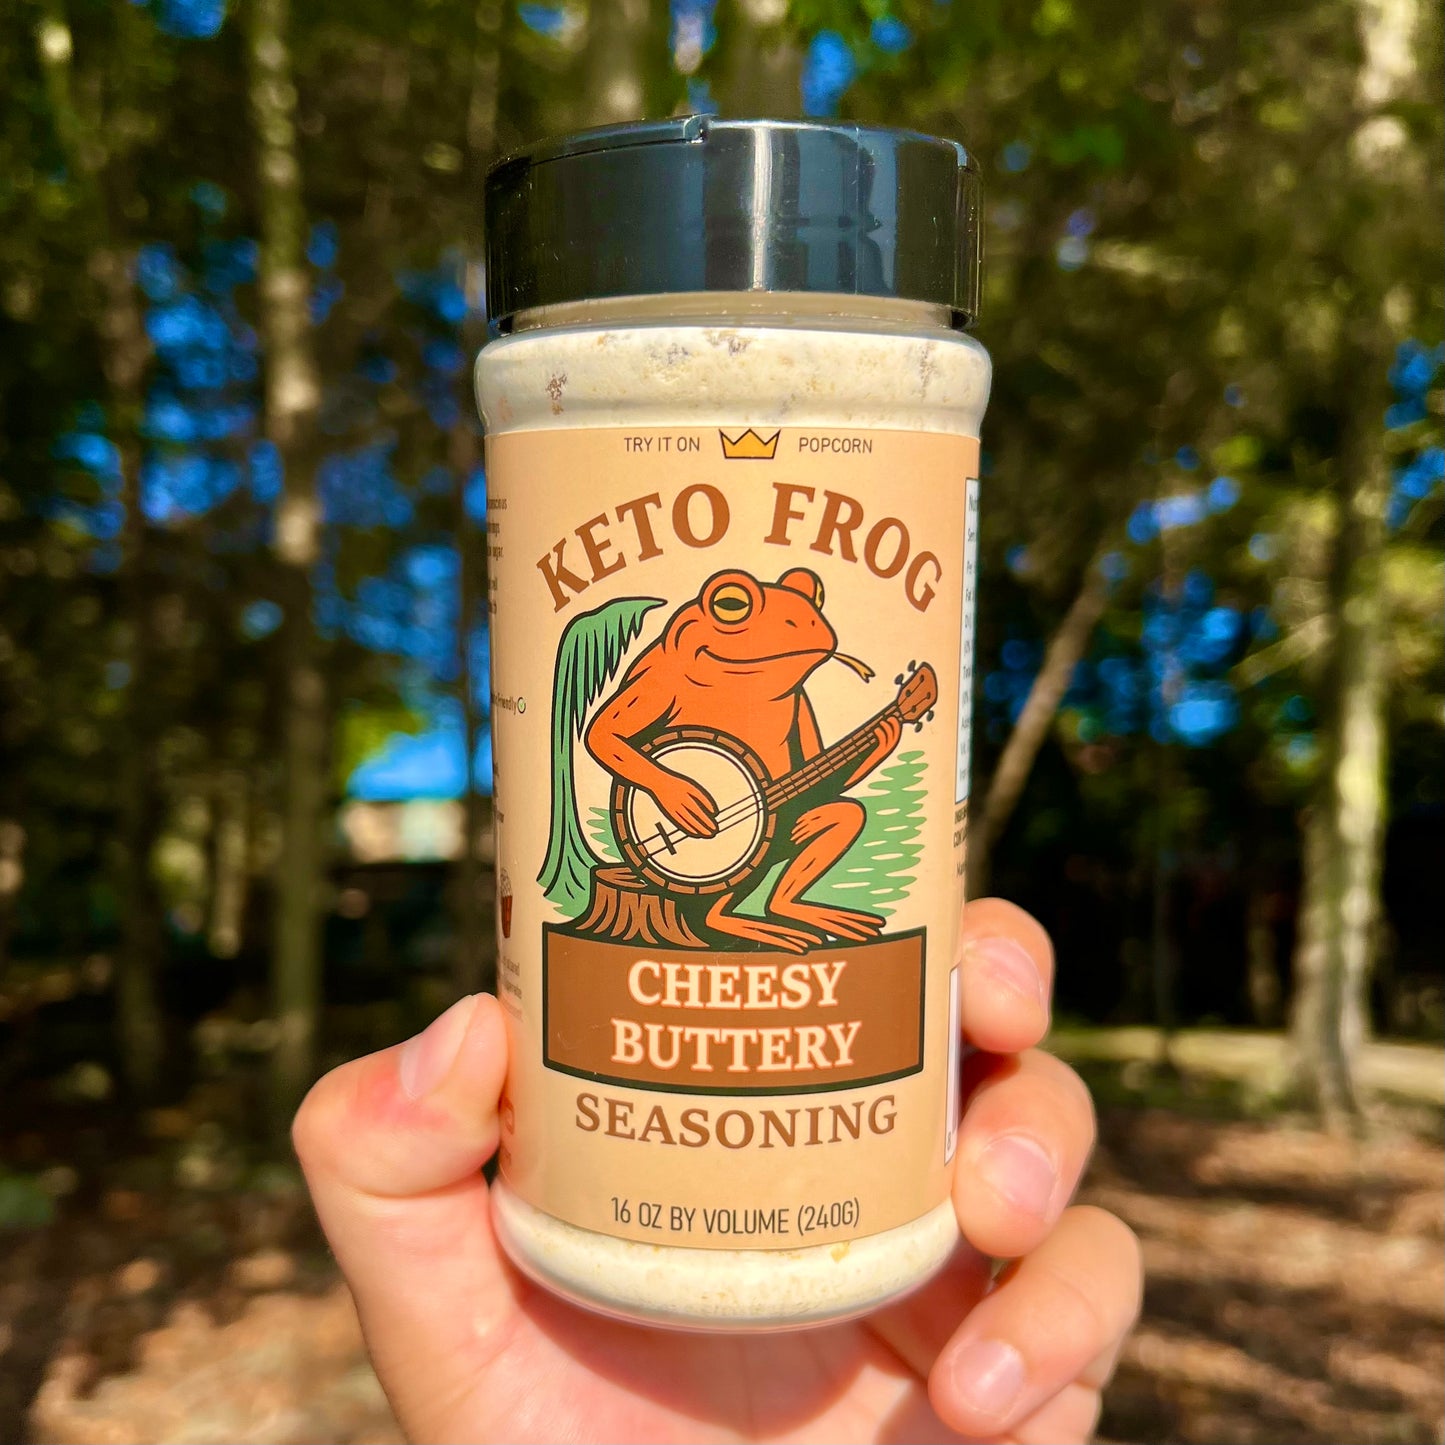 TRY IT ON POPCORN
KETO FROG
CHEESY
BUTTERY
SEASONING
16 OZ BY VOLUME (240G)